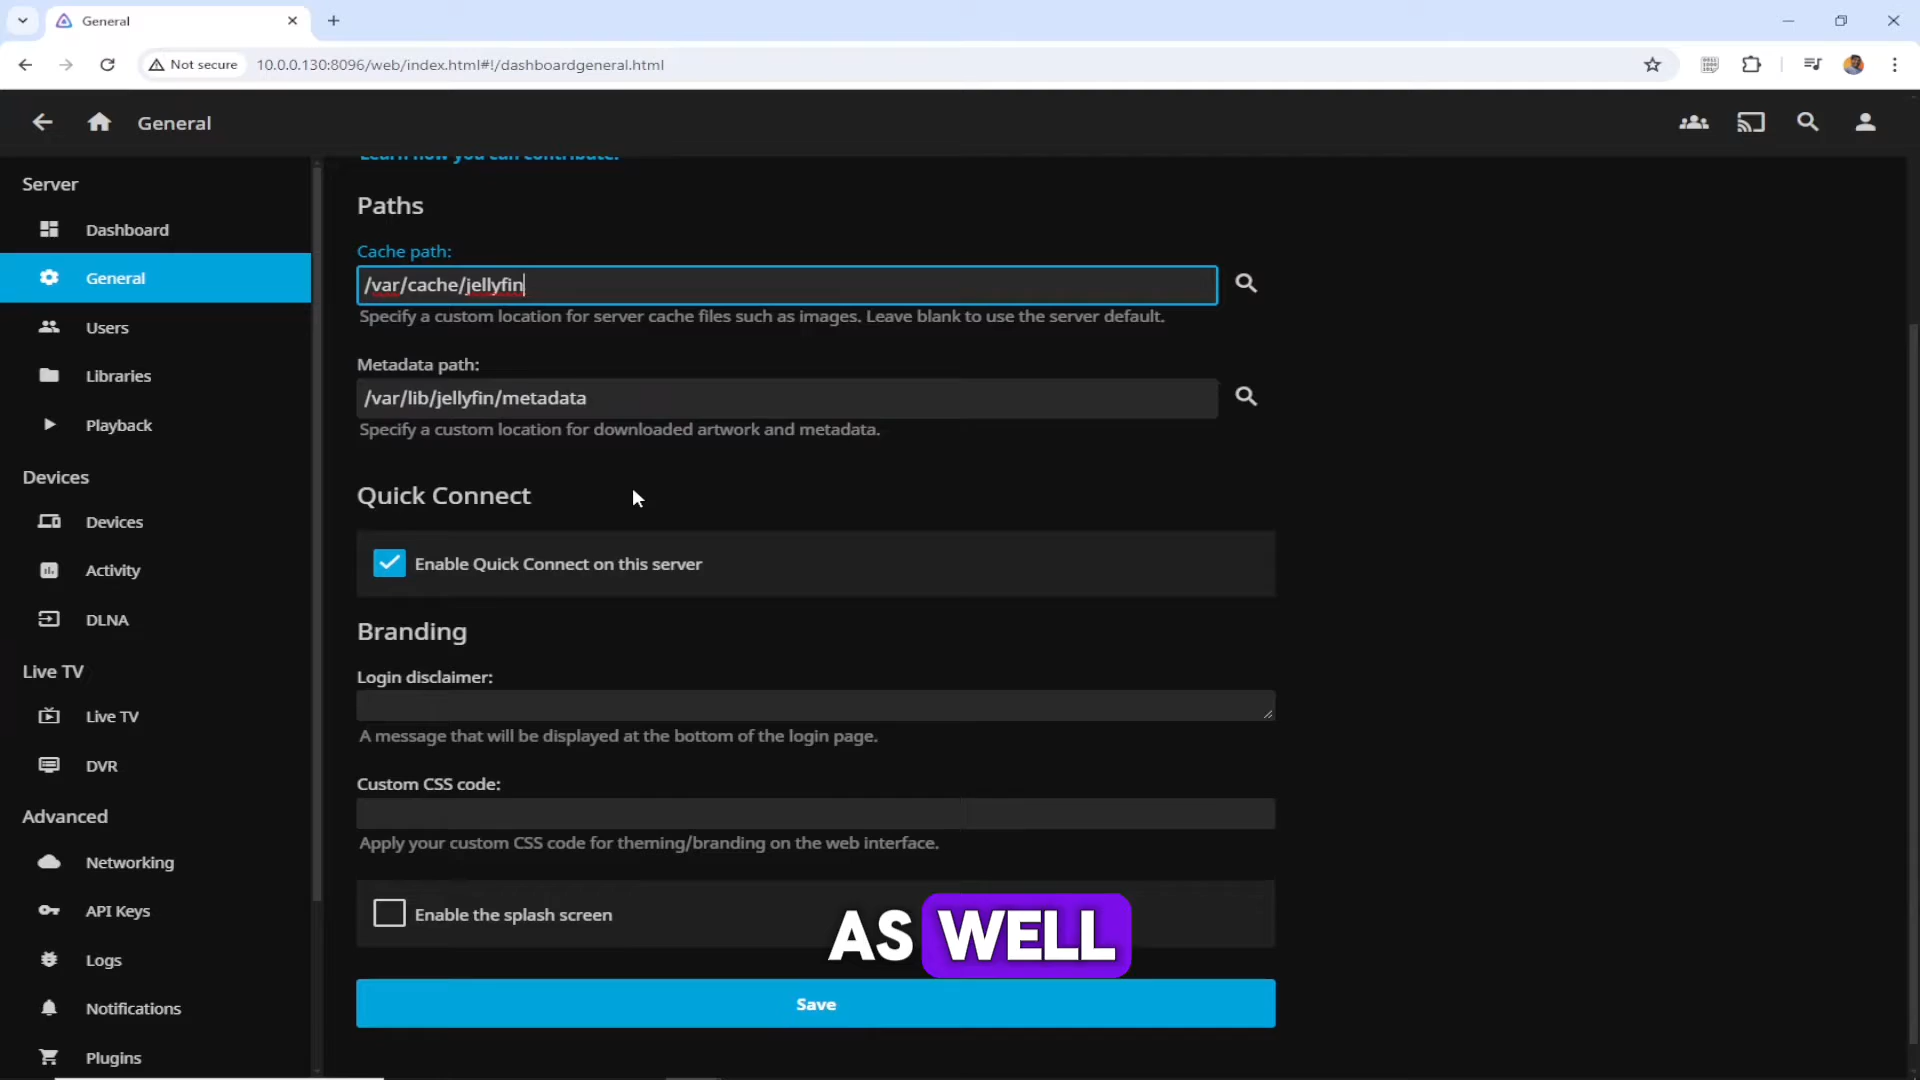 General
Not secure
10.0.0.130:8096/web/index.html#!/dashboardgeneral.html
General
Server
Dashboard
General
Users
Libraries
Playback
Devices
Devices
Activity
DLNA
Live TV
Live TV
DVR
Advanced
Networking
API Keys
Logs
Notifications
Plugins
Learn how you can contribute.
Paths
Cache path:
/var/cache/jellyfin
Specify a custom location for server cache files such as images. Leave blank to use the server default.
Metadata path:
/var/lib/jellyfin/metadata
Specify a custom location for downloaded artwork and metadata.
Quick Connect
Enable Quick Connect on this server
Branding
Login disclaimer:
A message that will be displayed at the bottom of the login page.
Custom CSS code:
Apply your custom CSS code for theming/branding on the web interface.
Enable the splash screen
AS WELL
Save